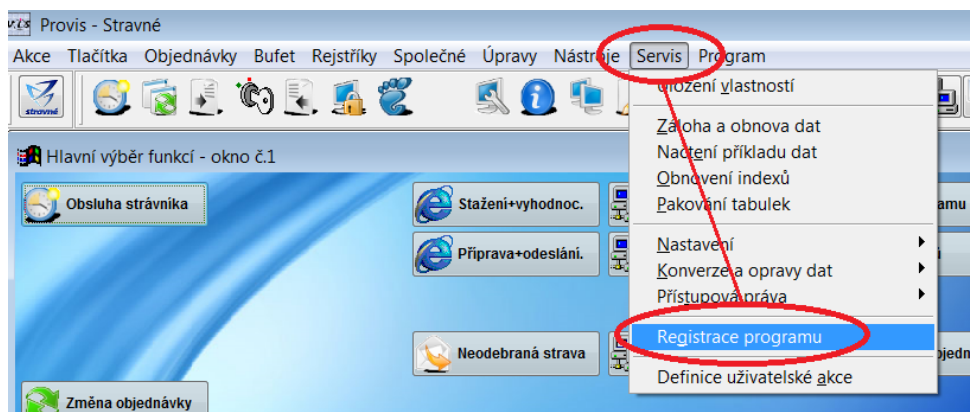 v.i.s Provis - Stravné
Akce Tlačítka Objednávky Bufet Rejstříky Společné Úpravy Nástroje Servis Program
stravné
Uložení vlastností
Záloha a obnova dat
Načtení příkladu dat
Obnovení indexů
Pakování tabulek
Nastavení
Konverze a opravy dat
Přístupová práva
Registrace programu
Definice uživatelské akce
Hlavní výběr funkcí - okno č.1
Obsluha strávníka
Stažení+vyhodnoc.
Příprava+odeslání.
Neodebraná strava
Změna objednávky